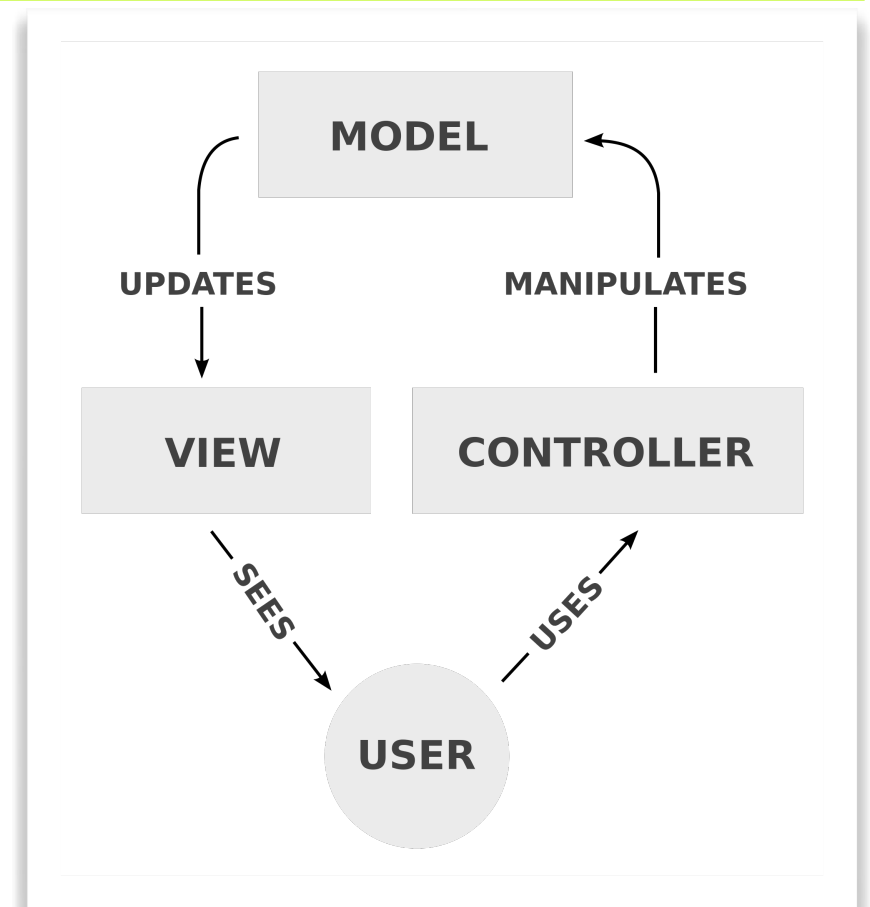 MODEL
UPDATES
MANIPULATES
VIEW
CONTROLLER
SEES
USES
USER